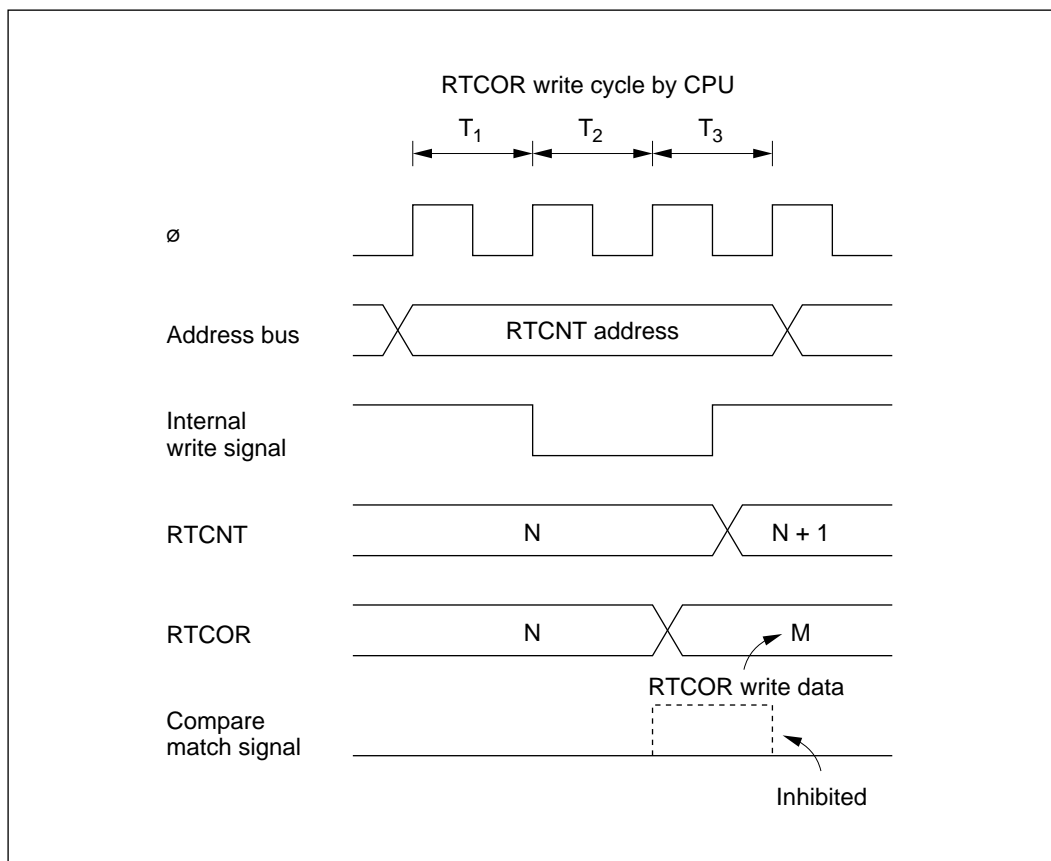 RTCOR write cycle by CPU
T1 T2 T3
ø
Address bus RTCNT address
Internal
write signal
RTCNT N N + 1
RTCOR N M
RTCOR write data
Compare
match signal
Inhibited